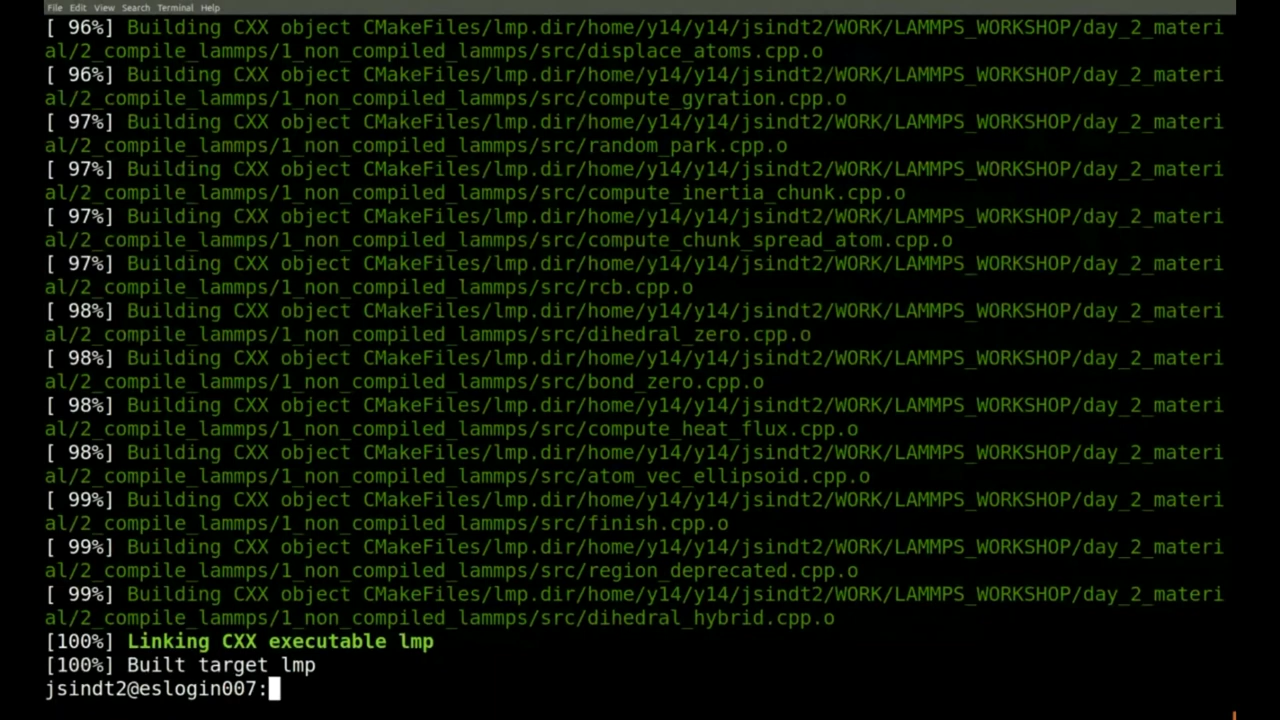 File Edit View Search Terminal Help
[ 96%] Building CXX object CMakeFiles/lmp.dir/home/y14/y14/jsindt2/WORK/LAMMPS_WORKSHOP/day_2_materi
al/2_compile_lammps/1_non_compiled_lammps/src/displace_atoms.cpp.o
[ 96%] Building CXX object CMakeFiles/lmp.dir/home/y14/y14/jsindt2/WORK/LAMMPS_WORKSHOP/day_2_materi
al/2_compile_lammps/1_non_compiled_lammps/src/compute_gyration.cpp.o
[ 97%] Building CXX object CMakeFiles/lmp.dir/home/y14/y14/jsindt2/WORK/LAMMPS_WORKSHOP/day_2_materi
al/2_compile_lammps/1_non_compiled_lammps/src/random_park.cpp.o
[ 97%] Building CXX object CMakeFiles/lmp.dir/home/y14/y14/jsindt2/WORK/LAMMPS_WORKSHOP/day_2_materi
al/2_compile_lammps/1_non_compiled_lammps/src/compute_inertia_chunk.cpp.o
[ 97%] Building CXX object CMakeFiles/lmp.dir/home/y14/y14/jsindt2/WORK/LAMMPS_WORKSHOP/day_2_materi
al/2_compile_lammps/1_non_compiled_lammps/src/compute_chunk_spread_atom.cpp.o
[ 97%] Building CXX object CMakeFiles/lmp.dir/home/y14/y14/jsindt2/WORK/LAMMPS_WORKSHOP/day_2_materi
al/2_compile_lammps/1_non_compiled_lammps/src/rcb.cpp.o
[ 98%] Building CXX object CMakeFiles/lmp.dir/home/y14/y14/jsindt2/WORK/LAMMPS_WORKSHOP/day_2_materi
al/2_compile_lammps/1_non_compiled_lammps/src/dihedral_zero.cpp.o
[ 98%] Building CXX object CMakeFiles/lmp.dir/home/y14/y14/jsindt2/WORK/LAMMPS_WORKSHOP/day_2_materi
al/2_compile_lammps/1_non_compiled_lammps/src/bond_zero.cpp.o
[ 98%] Building CXX object CMakeFiles/lmp.dir/home/y14/y14/jsindt2/WORK/LAMMPS_WORKSHOP/day_2_materi
al/2_compile_lammps/1_non_compiled_lammps/src/compute_heat_flux.cpp.o
[ 98%] Building CXX object CMakeFiles/lmp.dir/home/y14/y14/jsindt2/WORK/LAMMPS_WORKSHOP/day_2_materi
al/2_compile_lammps/1_non_compiled_lammps/src/atom_vec_ellipsoid.cpp.o
[ 99%] Building CXX object CMakeFiles/lmp.dir/home/y14/y14/jsindt2/WORK/LAMMPS_WORKSHOP/day_2_materi
al/2_compile_lammps/1_non_compiled_lammps/src/finish.cpp.o
[ 99%] Building CXX object CMakeFiles/lmp.dir/home/y14/y14/jsindt2/WORK/LAMMPS_WORKSHOP/day_2_materi
al/2_compile_lammps/1_non_compiled_lammps/src/region_deprecated.cpp.o
[ 99%] Building CXX object CMakeFiles/lmp.dir/home/y14/y14/jsindt2/WORK/LAMMPS_WORKSHOP/day_2_materi
al/2_compile_lammps/1_non_compiled_lammps/src/dihedral_hybrid.cpp.o
[100%] Linking CXX executable lmp
[100%] Built target lmp
jsindt2@eslogin007: